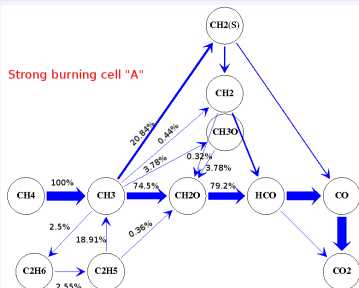 CH2(S)
Strong burning cell "A"
CH2
20.84%
0.44%
CH3O
3.78%
0.32%
3.78%
100%
74.5%
79.2%
CH4
CH3
CH2O
HCO
CO
2.5%
18.91%
0.36%
C2H6
C2H5
CO2
2.55%